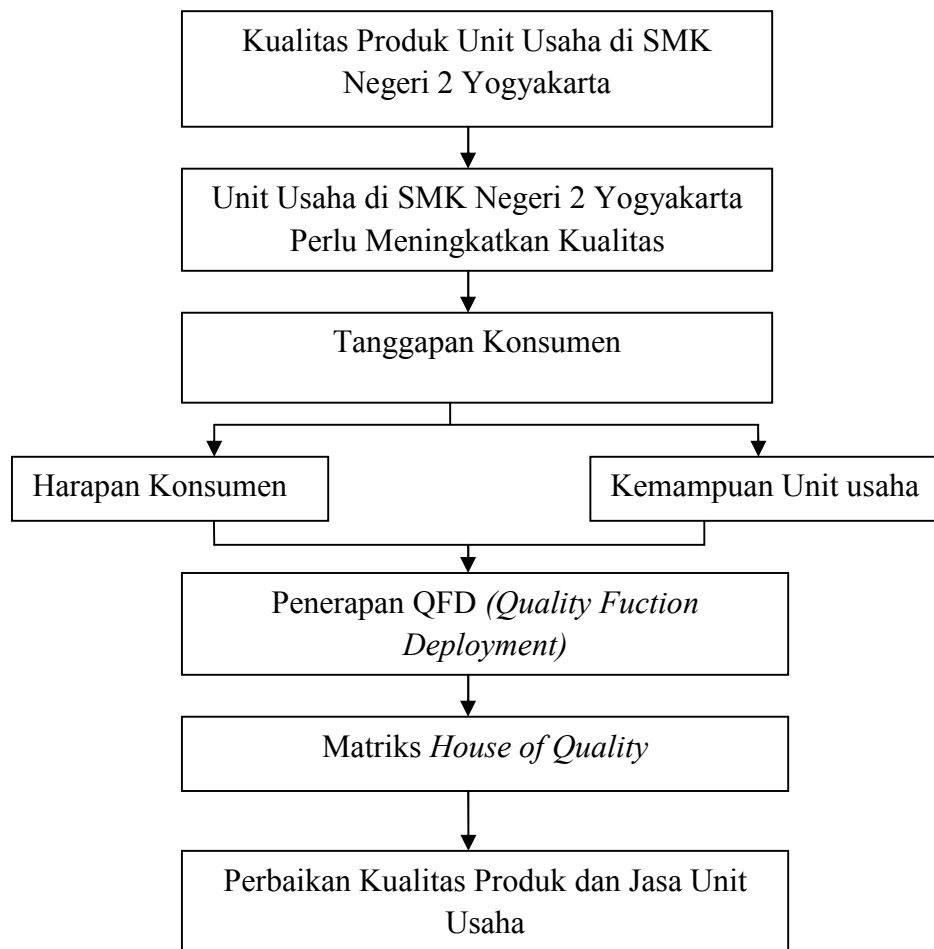 Kualitas Produk Unit Usaha di SMK
Negeri 2 Yogyakarta
Unit Usaha di SMK Negeri 2 Yogyakarta
Perlu Meningkatkan Kualitas
Tanggapan Konsumen
Harapan Konsumen
Kemampuan Unit usaha
Penerapan QFD (Quality Fuction
Deployment)
Matriks House of Quality
Perbaikan Kualitas Produk dan Jasa Unit
Usaha